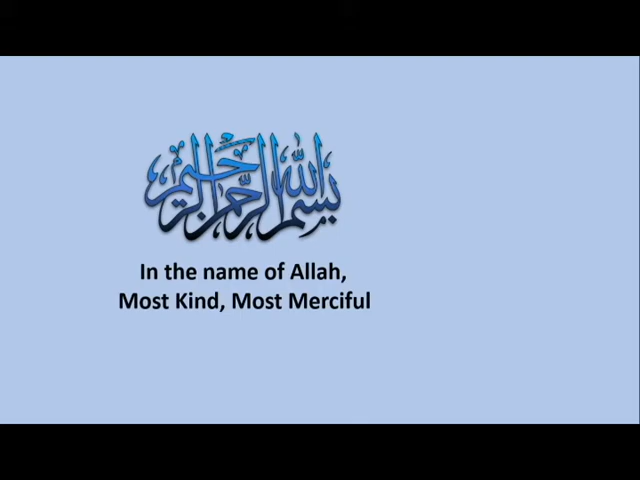 بسم الله الرحمن الرحيم
In the name of Allah,
Most Kind, Most Merciful